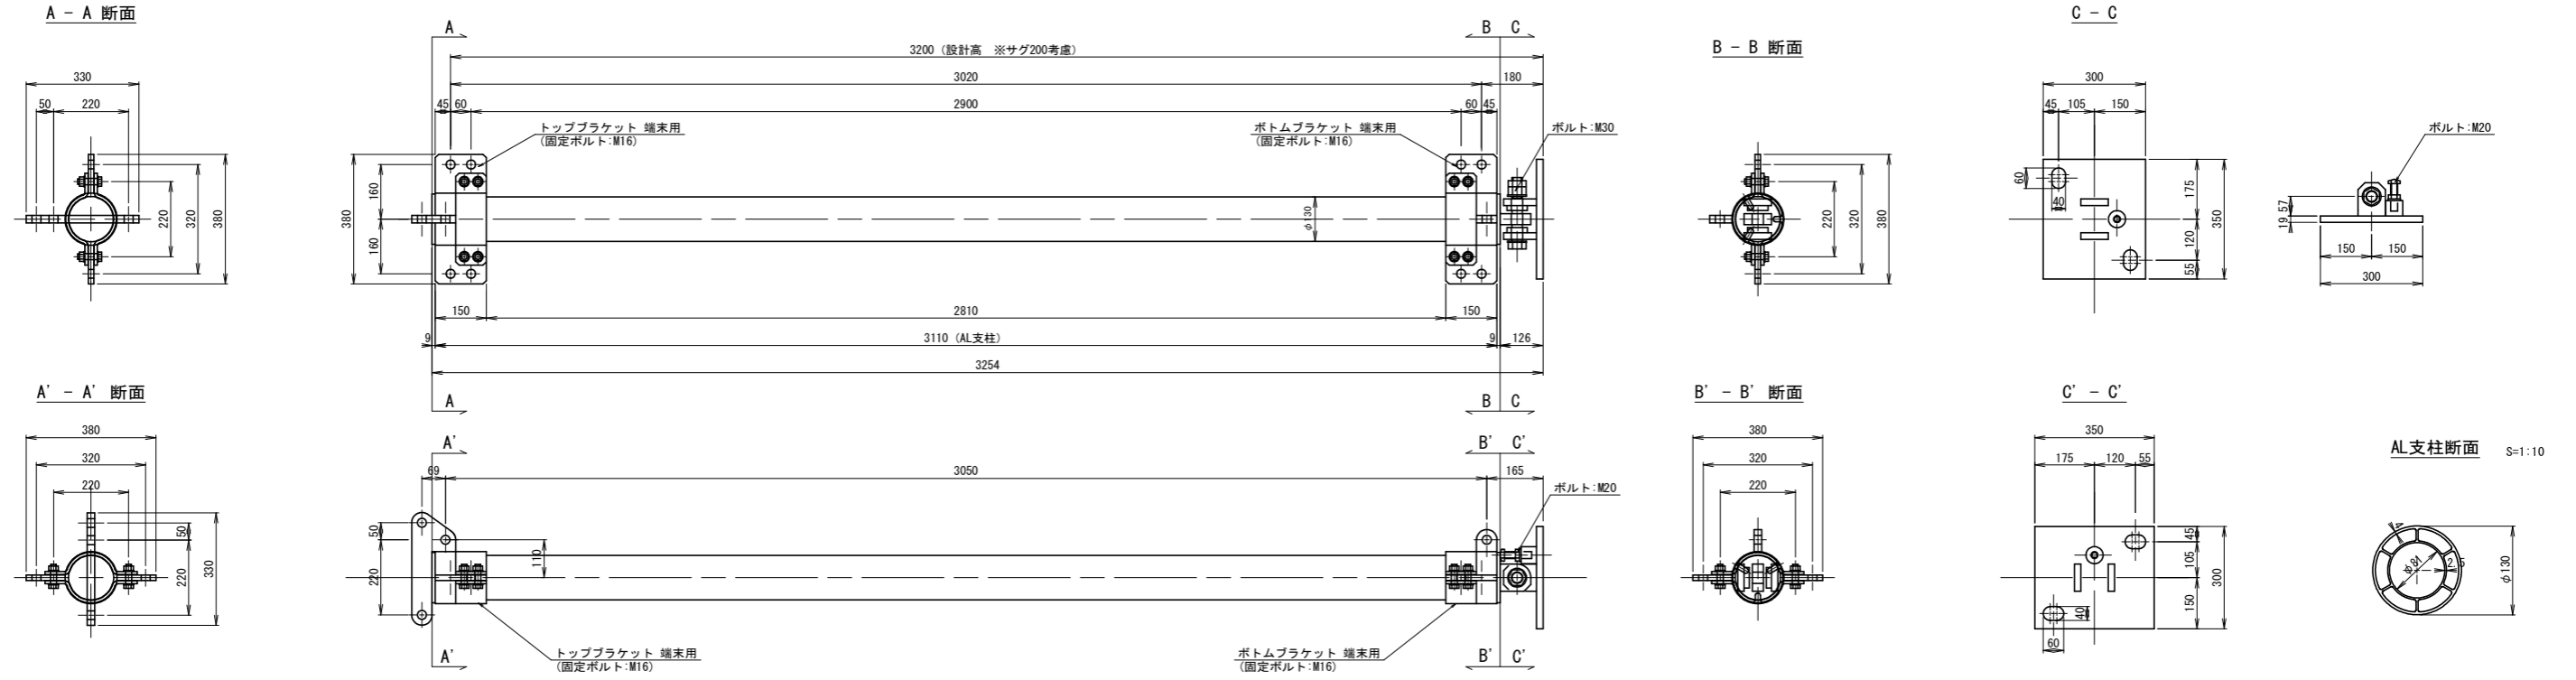 A - A 断面
330
50
220
220
320
380
A
B
C
3200 (設計高　※サグ200考慮)
3020
180
45
60
2900
60
45
トップブラケット 端末用
(固定ボルト:M16)
ボトムブラケット 端末用
(固定ボルト:M16)
ボルト:M30
380
160
160
φ130
150
2810
150
9
3110 (AL支柱)
9
126
3254
A
B
C
B - B 断面
220
320
380
C - C
300
45
105
150
60
40
175
120
55
350
ボルト:M20
57
19
150
150
300
A' - A' 断面
380
320
220
50
220
330
A'
B'
C'
69
3050
165
ボルト:M20
50
220
110
トップブラケット 端末用
(固定ボルト:M16)
ボトムブラケット 端末用
(固定ボルト:M16)
A'
B'
C'
B' - B' 断面
380
320
220
C' - C'
350
175
120
55
45
105
150
300
40
60
AL支柱断面
S=1:10
4
φ81
2.5
φ130